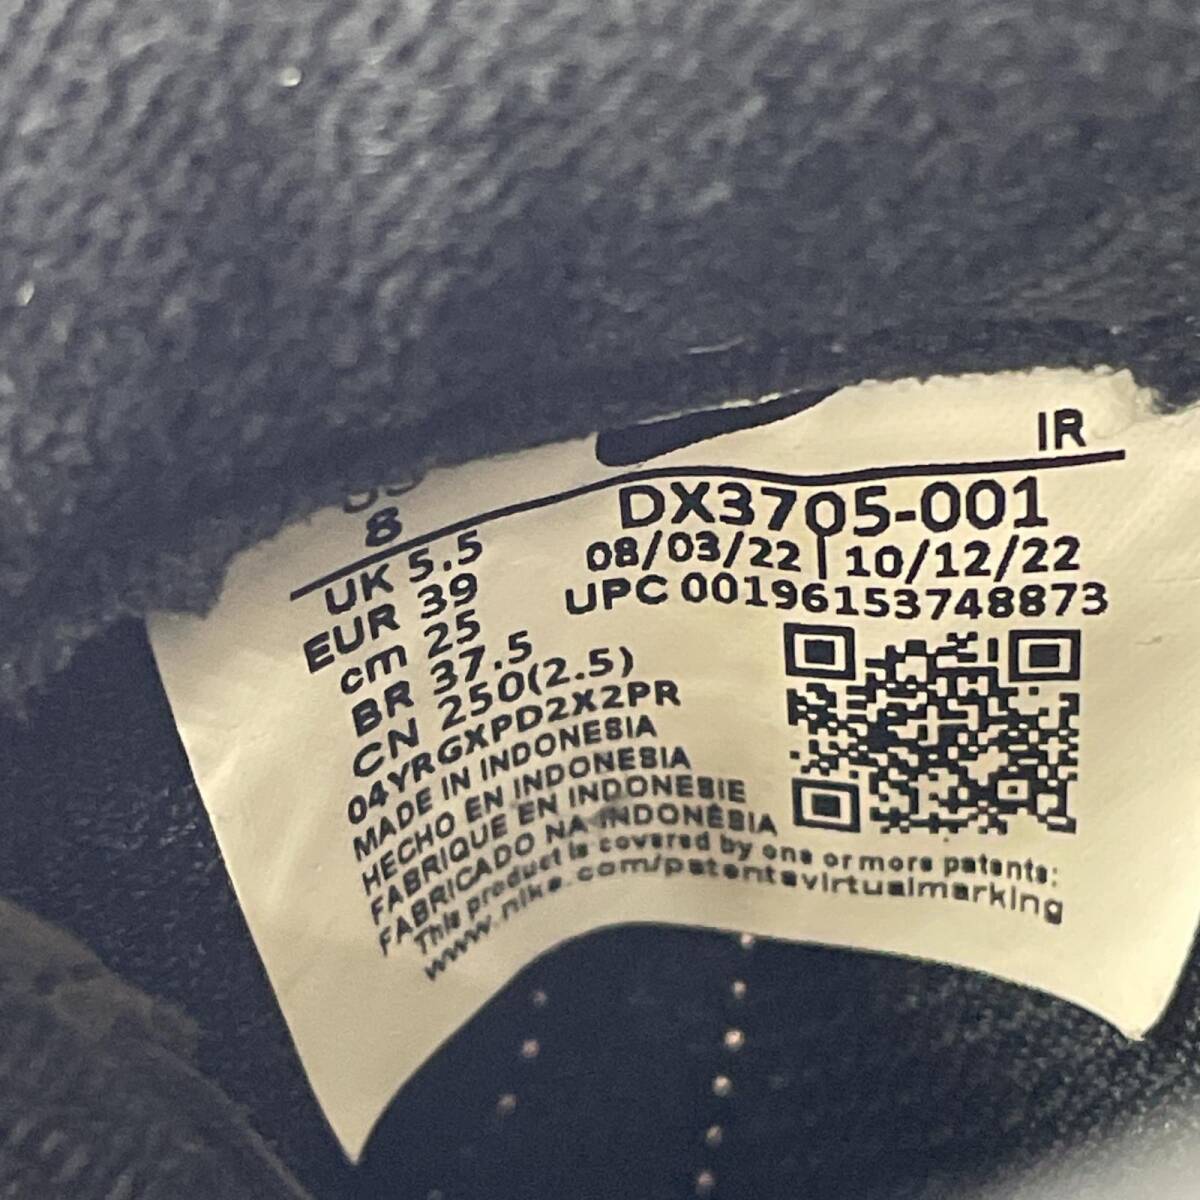 IR
8
UK 5.5
EUR 39
cm 25
BR 37.5
CN 250(2.5)
04YRGXPD2X2PR
MADE IN INDONESIA
HECHO EN INDONESIA
FABRIQUE EN INDONESIE
FABRICADO NA INDONÉSIA
This product is covered by one or more patents:
www.nike.com/patentsvirtualmarking
DX3705-001
08/03/22 | 10/12/22
UPC 00196153748873